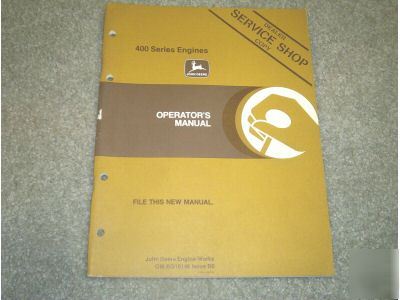 DEALER
SERVICE SHOP
COPY
400 Series Engines
JOHN DEERE
OPERATOR'S
MANUAL
FILE THIS NEW MANUAL.
John Deere Engine Works
Issue